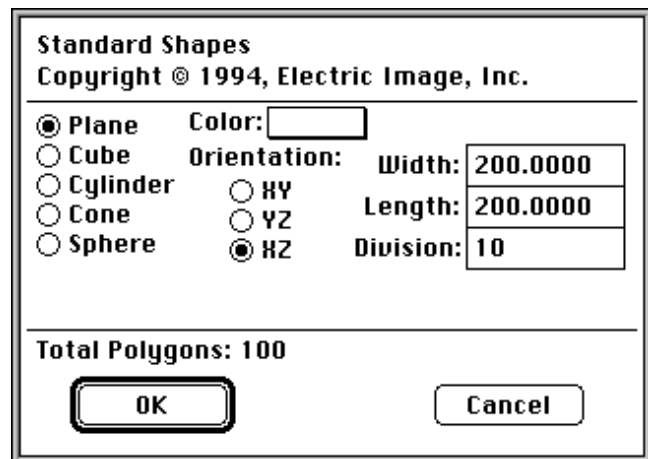 Standard Shapes
Copyright © 1994, Electric Image, Inc.
Plane
Cube
Cylinder
Cone
Sphere
Color:
Orientation:
XY
YZ
XZ
Width: 200.0000
Length: 200.0000
Division: 10
Total Polygons: 100
OK
Cancel